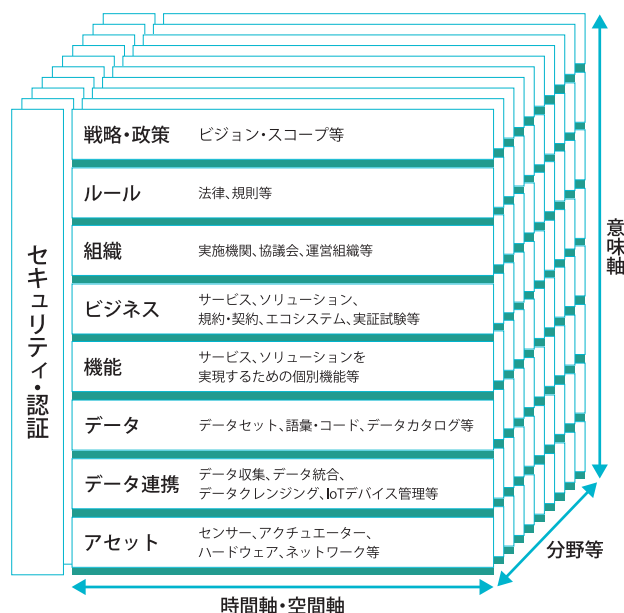 セキュリティ・認証
戦略・政策
ビジョン・スコープ等
ルール
法律、規則等
組織
実施機関、協議会、運営組織等
ビジネス
サービス、ソリューション、
規約・契約、エコシステム、実証試験等
機能
サービス、ソリューションを
実現するための個別機能等
データ
データセット、語彙・コード、データカタログ等
データ連携
データ収集、データ統合、
データクレンジング、IoTデバイス管理等
アセット
センサー、アクチュエーター、
ハードウェア、ネットワーク等
意味軸
分野等
時間軸・空間軸